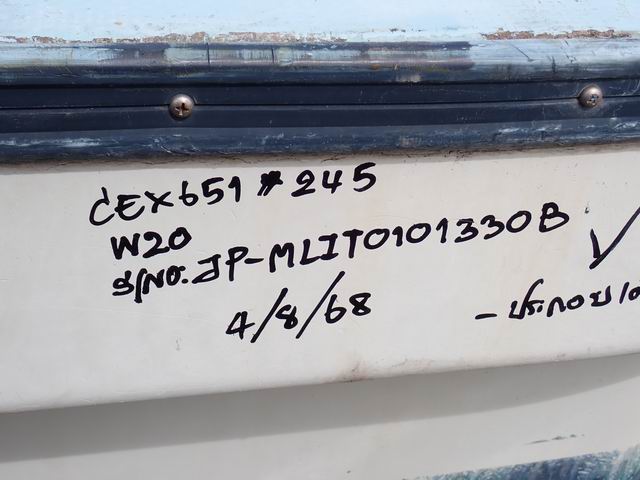 CEX651 # 245
W20
S/NO. JP-MLIT0101330B
4/8/68